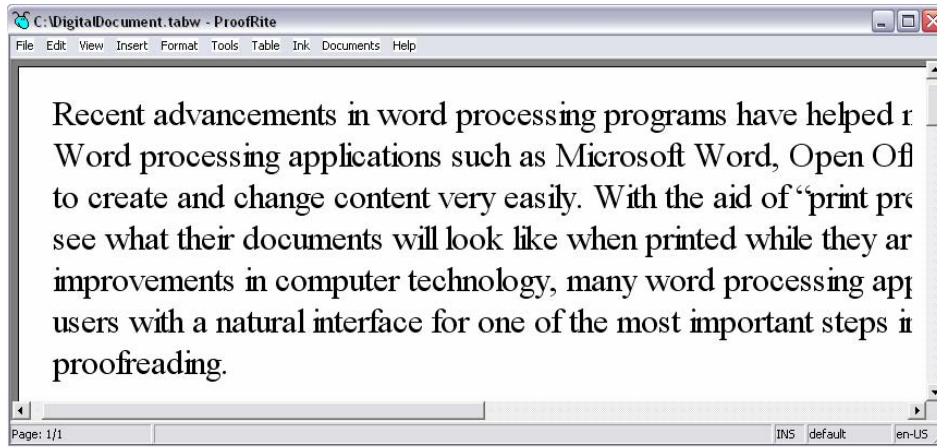 C:\DigitalDocument.tabw - ProofRite
File Edit View Insert Format Tools Table Ink Documents Help
Recent advancements in word processing programs have helped
Word processing applications such as Microsoft Word, Open
to create and change content very easily. With the aid of “print
see what their documents will look like when printed while they
improvements in computer technology, many word processing
users with a natural interface for one of the most important steps
proofreading.
Page: 1/1 INS default en-US